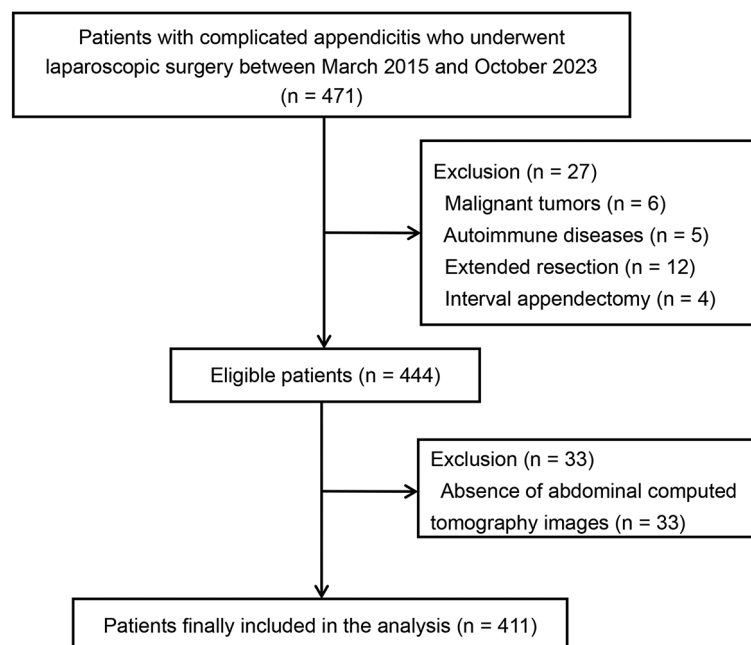 Patients with complicated appendicitis who underwent
laparoscopic surgery between March 2015 and October 2023
(n = 471)
Exclusion (n = 27)
Malignant tumors (n = 6)
Autoimmune diseases (n = 5)
Extended resection (n = 12)
Interval appendectomy (n = 4)
Eligible patients (n = 444)
Exclusion (n = 33)
Absence of abdominal computed
tomography images (n = 33)
Patients finally included in the analysis (n = 411)